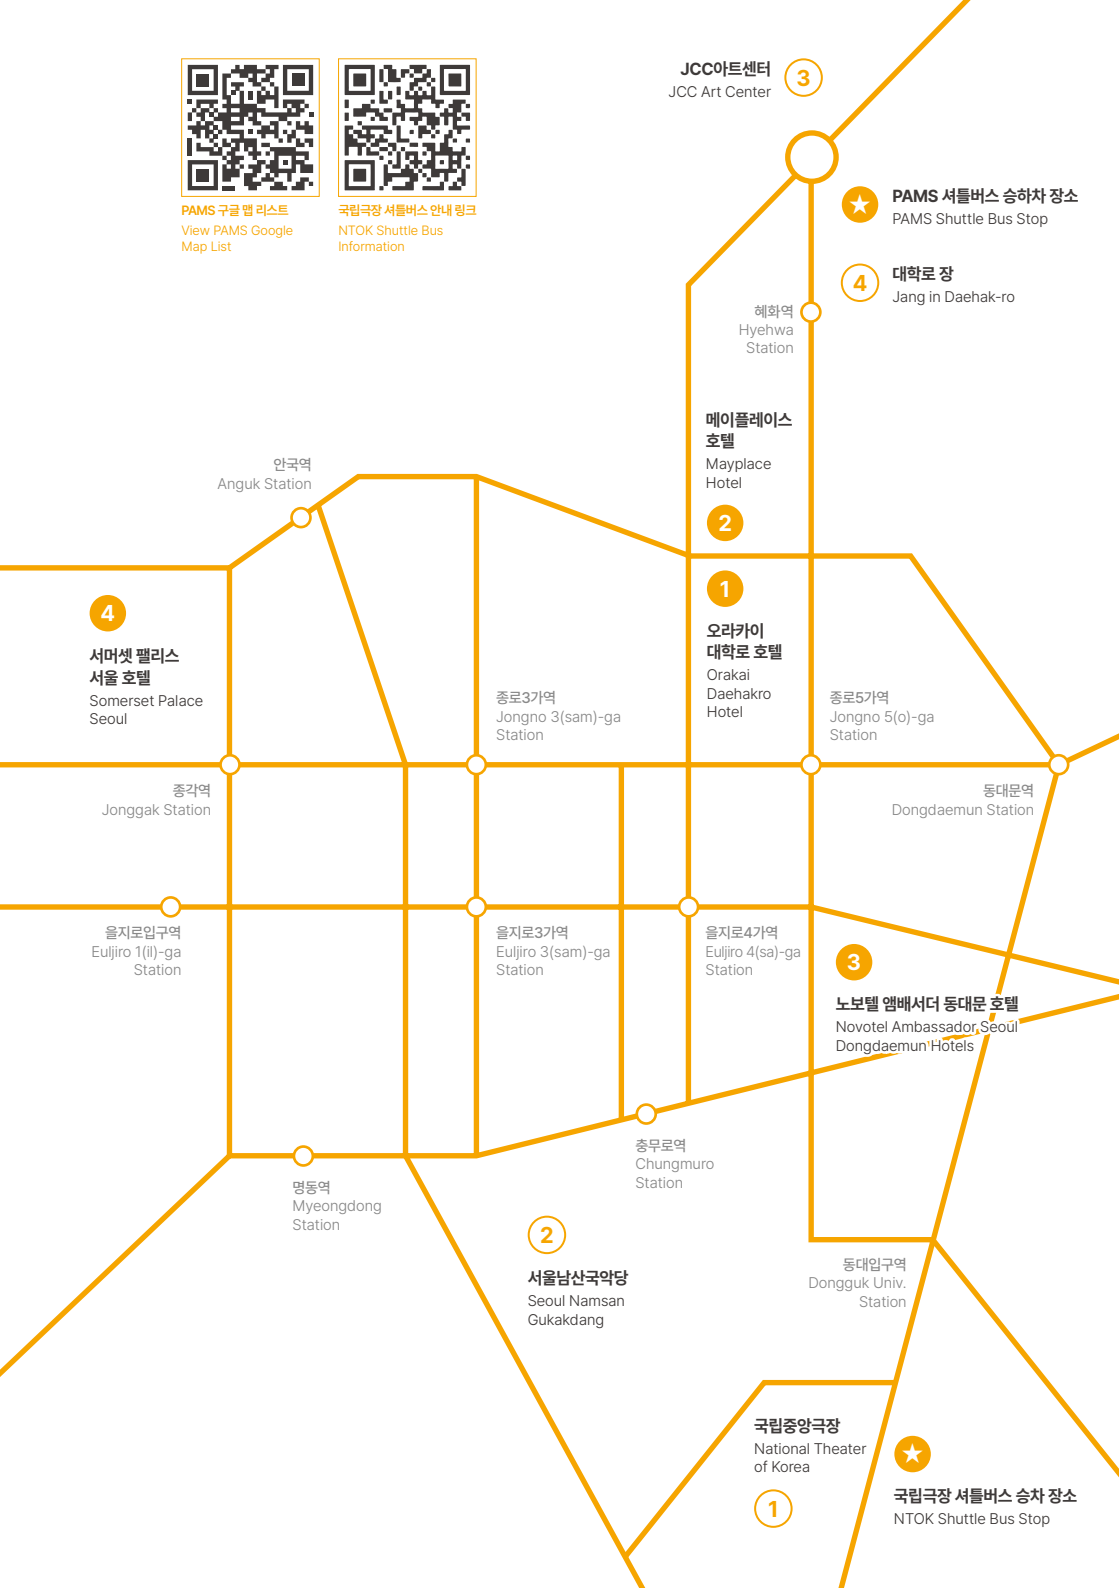 PAMS 구글 맵 리스트
View PAMS Google
Map List
국립극장 셔틀버스 안내 링크
NTOK Shuttle Bus
Information
JCC아트센터
JCC Art Center
3
PAMS 셔틀버스 승하차 장소
PAMS Shuttle Bus Stop
4
대학로 장
Jang in Daehak-ro
혜화역
Hyehwa
Station
메이플레이스
호텔
Mayplace
Hotel
2
안국역
Anguk Station
1
오라카이
대학로 호텔
Orakai
Daehakro
Hotel
4
서머셋 팰리스
서울 호텔
Somerset Palace
Seoul
종로3가역
Jongno 3(sam)-ga
Station
종로5가역
Jongno 5(o)-ga
Station
종각역
Jonggak Station
동대문역
Dongdaemun Station
을지로입구역
Euljiro 1(il)-ga
Station
을지로3가역
Euljiro 3(sam)-ga
Station
을지로4가역
Euljiro 4(sa)-ga
Station
3
노보텔 앰배서더 동대문 호텔
Novotel Ambassador Seoul
Dongdaemun Hotels
충무로역
Chungmuro
Station
명동역
Myeongdong
Station
2
서울남산국악당
Seoul Namsan
Gukakdang
동대입구역
Dongguk Univ.
Station
국립중앙극장
National Theater
of Korea
1
국립극장 셔틀버스 승차 장소
NTOK Shuttle Bus Stop